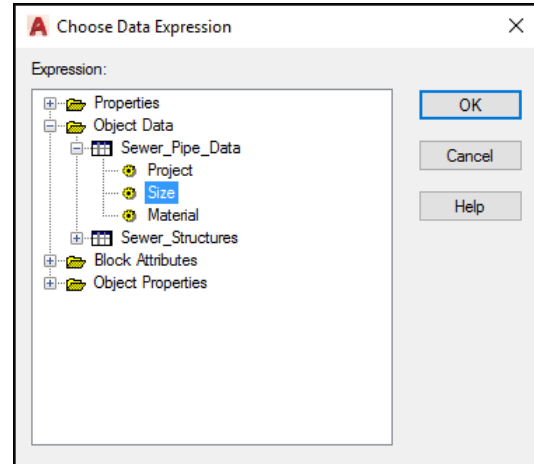 Choose Data Expression
Expression:
Properties
Object Data
Sewer_Pipe_Data
Project
Size
Material
Sewer_Structures
Block Attributes
Object Properties
OK
Cancel
Help